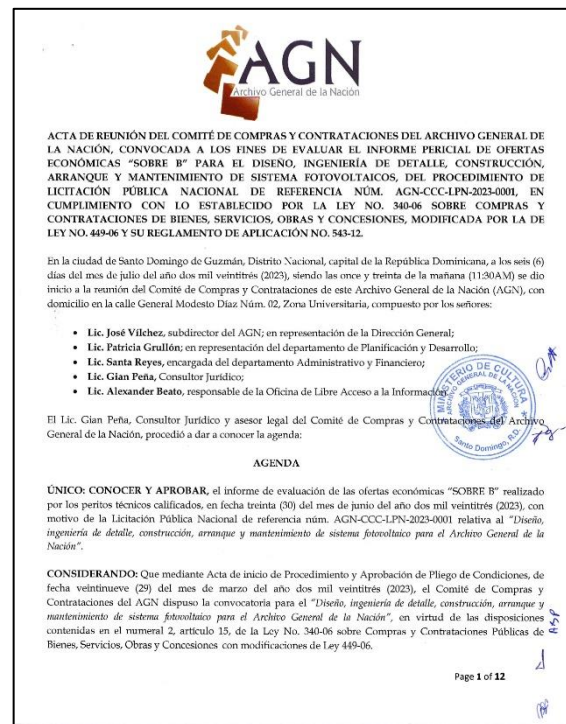 AGN
Archivo General de la Nación
ACTA DE REUNIÓN DEL COMITÉ DE COMPRAS Y CONTRATACIONES DEL ARCHIVO GENERAL DE
LA NACIÓN, CONVOCADA A LOS FINES DE EVALUAR EL INFORME PERICIAL DE OFERTAS
ECONÓMICAS “SOBRE B” PARA EL DISEÑO, INGENIERÍA DE DETALLE, CONSTRUCCIÓN,
ARRANQUE Y MANTENIMIENTO DE SISTEMA FOTOVOLTAICOS, DEL PROCEDIMIENTO DE
LICITACIÓN PÚBLICA NACIONAL DE REFERENCIA NÚM. AGN-CCC-LPN-2023-0001, EN
CUMPLIMIENTO CON LO ESTABLECIDO POR LA LEY NO. 340-06 SOBRE COMPRAS Y
CONTRATACIONES DE BIENES, SERVICIOS, OBRAS Y CONCESIONES, MODIFICADA POR LA DE
LEY NO. 449-06 Y SU REGLAMENTO DE APLICACIÓN NO. 543-12.
En la ciudad de Santo Domingo de Guzmán, Distrito Nacional, capital de la República Dominicana, a los seis (6)
días del mes de julio del año dos mil veintitrés (2023), siendo las once y treinta de la mañana (11:30AM) se dio
inicio a la reunión del Comité de Compras y Contrataciones de este Archivo General de la Nación (AGN), con
domicilio en la calle General Modesto Díaz Núm. 02, Zona Universitaria, compuesto por los señores:
• Lic. José Vílchez, subdirector del AGN; en representación de la Dirección General;
• Lic. Patricia Grullón; en representación del departamento de Planificación y Desarrollo;
• Lic. Santa Reyes, encargada del departamento Administrativo y Financiero;
• Lic. Gian Peña, Consultor Jurídico;
• Lic. Alexander Beato, responsable de la Oficina de Libre Acceso a la Información
MINISTERIO DE CULTURA
ARCHIVO GENERAL DE LA NACIÓN
Santo Domingo, R.D.
El Lic. Gian Peña, Consultor Jurídico y asesor legal del Comité de Compras y Contrataciones del Archivo
General de la Nación, procedió a dar a conocer la agenda:
AGENDA
ÚNICO: CONOCER Y APROBAR, el informe de evaluación de las ofertas económicas “SOBRE B” realizado
por los peritos técnicos calificados, en fecha treinta (30) del mes de junio del año dos mil veintitrés (2023), con
motivo de la Licitación Pública Nacional de referencia núm. AGN-CCC-LPN-2023-0001 relativa al “Diseño,
ingeniería de detalle, construcción, arranque y mantenimiento de sistema fotovoltaico para el Archivo General de la
Nación”.
CONSIDERANDO: Que mediante Acta de inicio de Procedimiento y Aprobación de Pliego de Condiciones, de
fecha veintinueve (29) del mes de marzo del año dos mil veintitrés (2023), el Comité de Compras y
Contrataciones del AGN dispuso la convocatoria para el “Diseño, ingeniería de detalle, construcción, arranque y
mantenimiento de sistema fotovoltaico para el Archivo General de la Nación”, en virtud de las disposiciones
contenidas en el numeral 2, artículo 15, de la Ley No. 340-06 sobre Compras y Contrataciones Públicas de
Bienes, Servicios, Obras y Concesiones con modificaciones de Ley 449-06.
ASP
Page 1 of 12